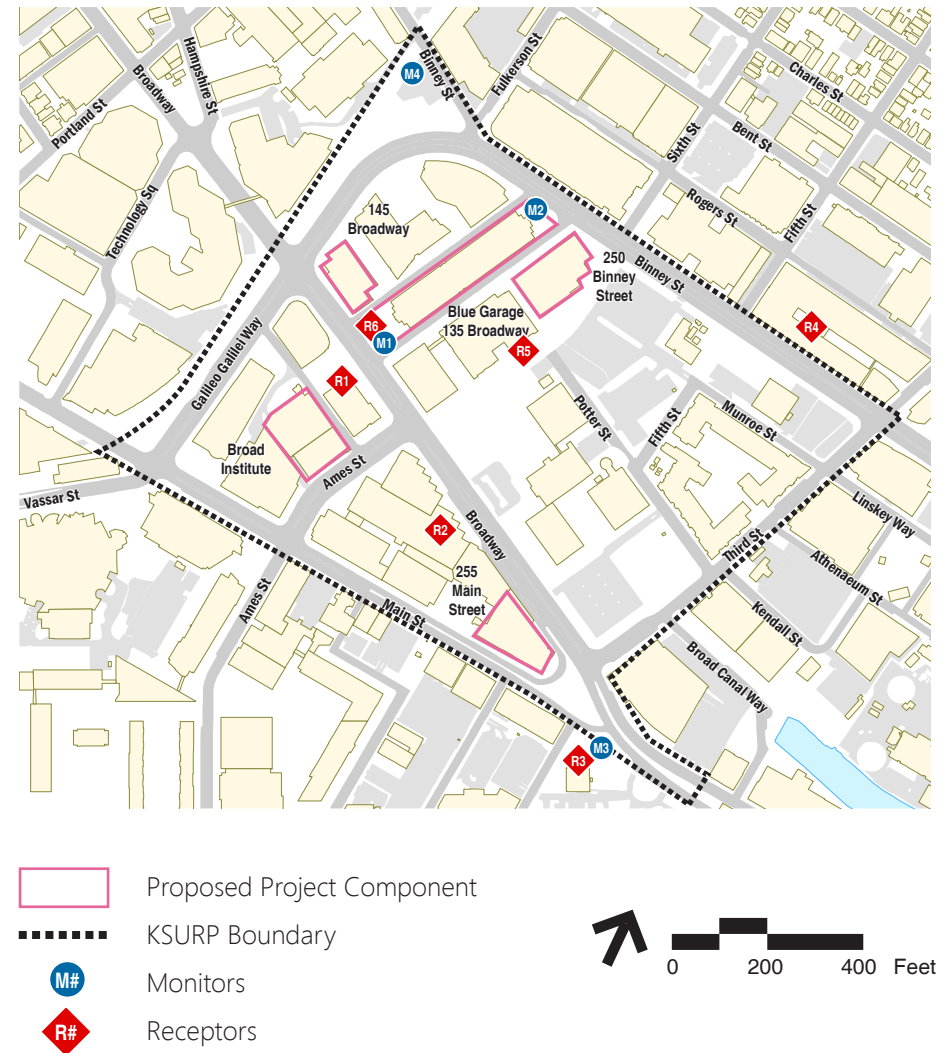 Hampshire St
Broadway
Portland St
Technology Sq
M4
Binney St
Fulkerson St
Charles St
Bent St
Sixth St
Rogers St
Fifth St
145
Broadway
M2
250
Binney
Street
Binney St
Blue Garage
135 Broadway
R6
M1
R5
R4
Galileo Galilei Way
R1
Broad
Institute
Ames St
Potter St
Fifth St
Munroe St
Vassar St
R2
Broadway
Third St
Linskey Way
Athenaeum St
Kendall St
Broad Canal Way
255
Main
Street
Main St
Ames St
R3
M3
Proposed Project Component
KSURP Boundary
M#
Monitors
R#
Receptors
0 200 400 Feet